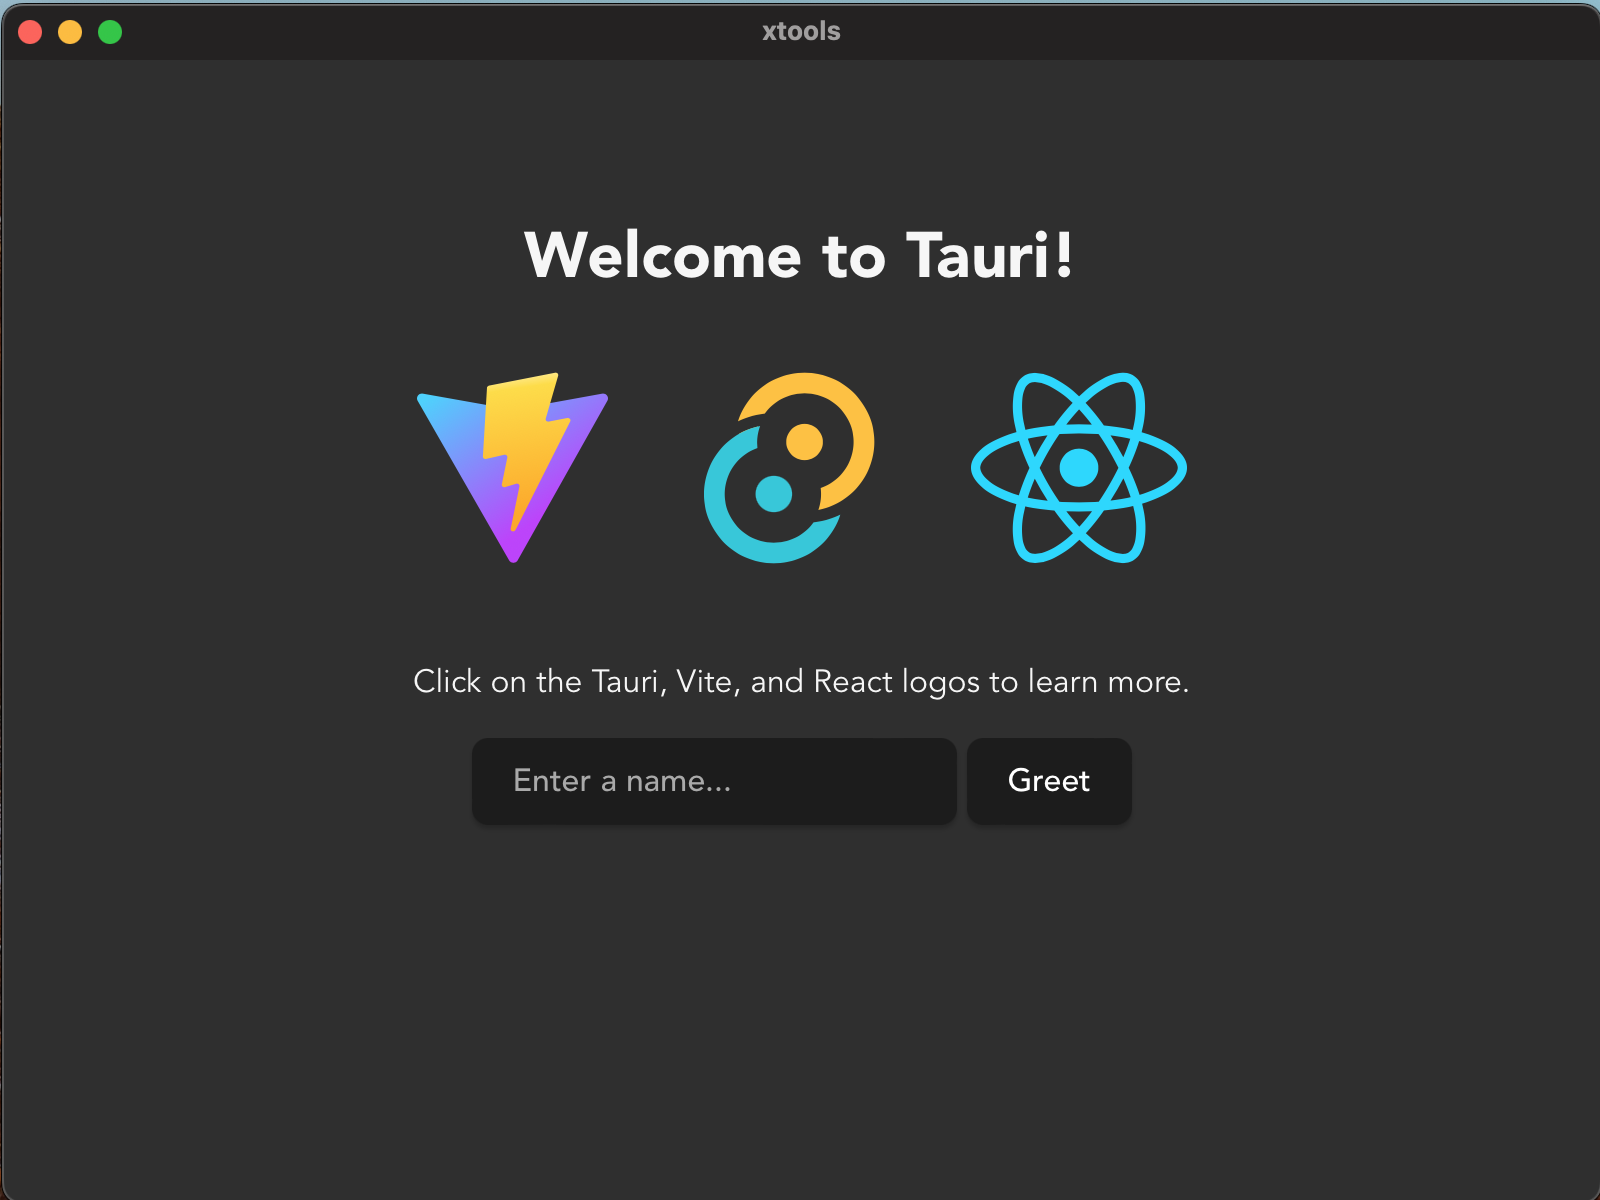 xtools
Welcome to Tauri!
Click on the Tauri, Vite, and React logos to learn more.
Enter a name...
Greet